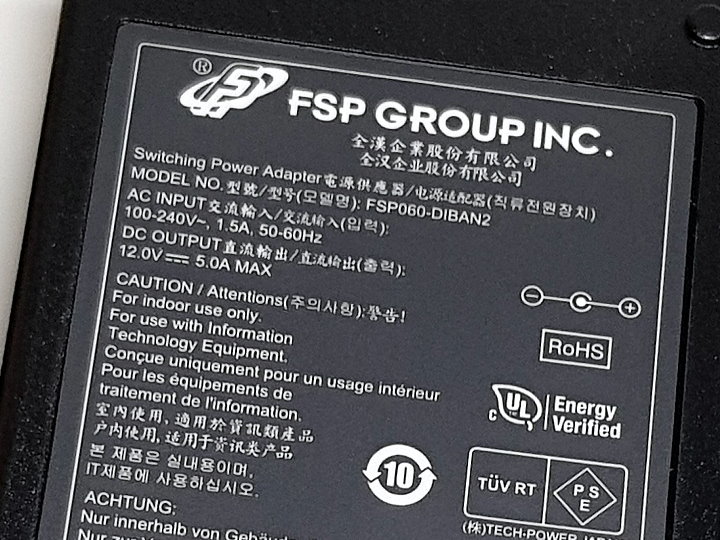 ®
FSP GROUP INC.
全漢企業股份有限公司
全汉企业股份有限公司
Switching Power Adapter電源供應器/电源适配器(직류전원장치)
MODEL NO.型號/型号(모델명): FSP060-DIBAN2
AC INPUT交流輸入/交流输入(입력):
100-240V~, 1.5A, 50-60Hz
DC OUTPUT直流輸出/直流输出(출력):
12.0V⎓ 5.0A MAX
CAUTION / Attentions(주의사항):警告!
For indoor use only.
For use with Information
Technology Equipment.
Conçue uniquement pour un usage intérieur
Pour les équipements de
traitement de l'information.
室內使用, 適用於資訊類產品
户内使用, 适用于资讯类产品
본 제품은 실내용이며,
IT제품에 사용하십시오.
ACHTUNG:
Nur innerhalb von
RoHS
c UL Energy
Verified
10
TÜV RT
P S
E
(株)TECH-POWER